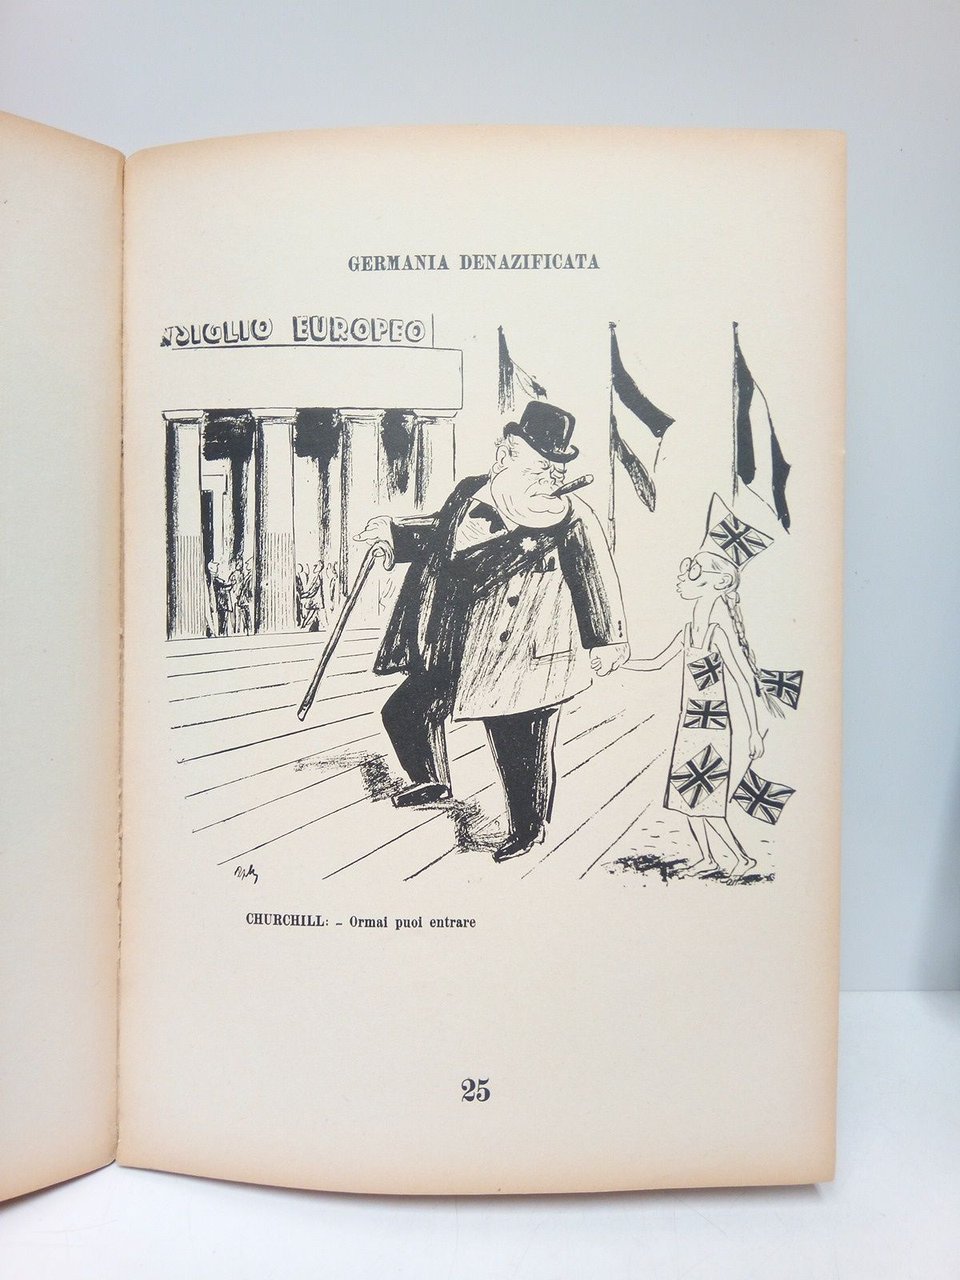 GERMANIA DENAZIFICATA
NSIGLIO EUROPEO
CHURCHILL: – Ormai puoi entrare
25